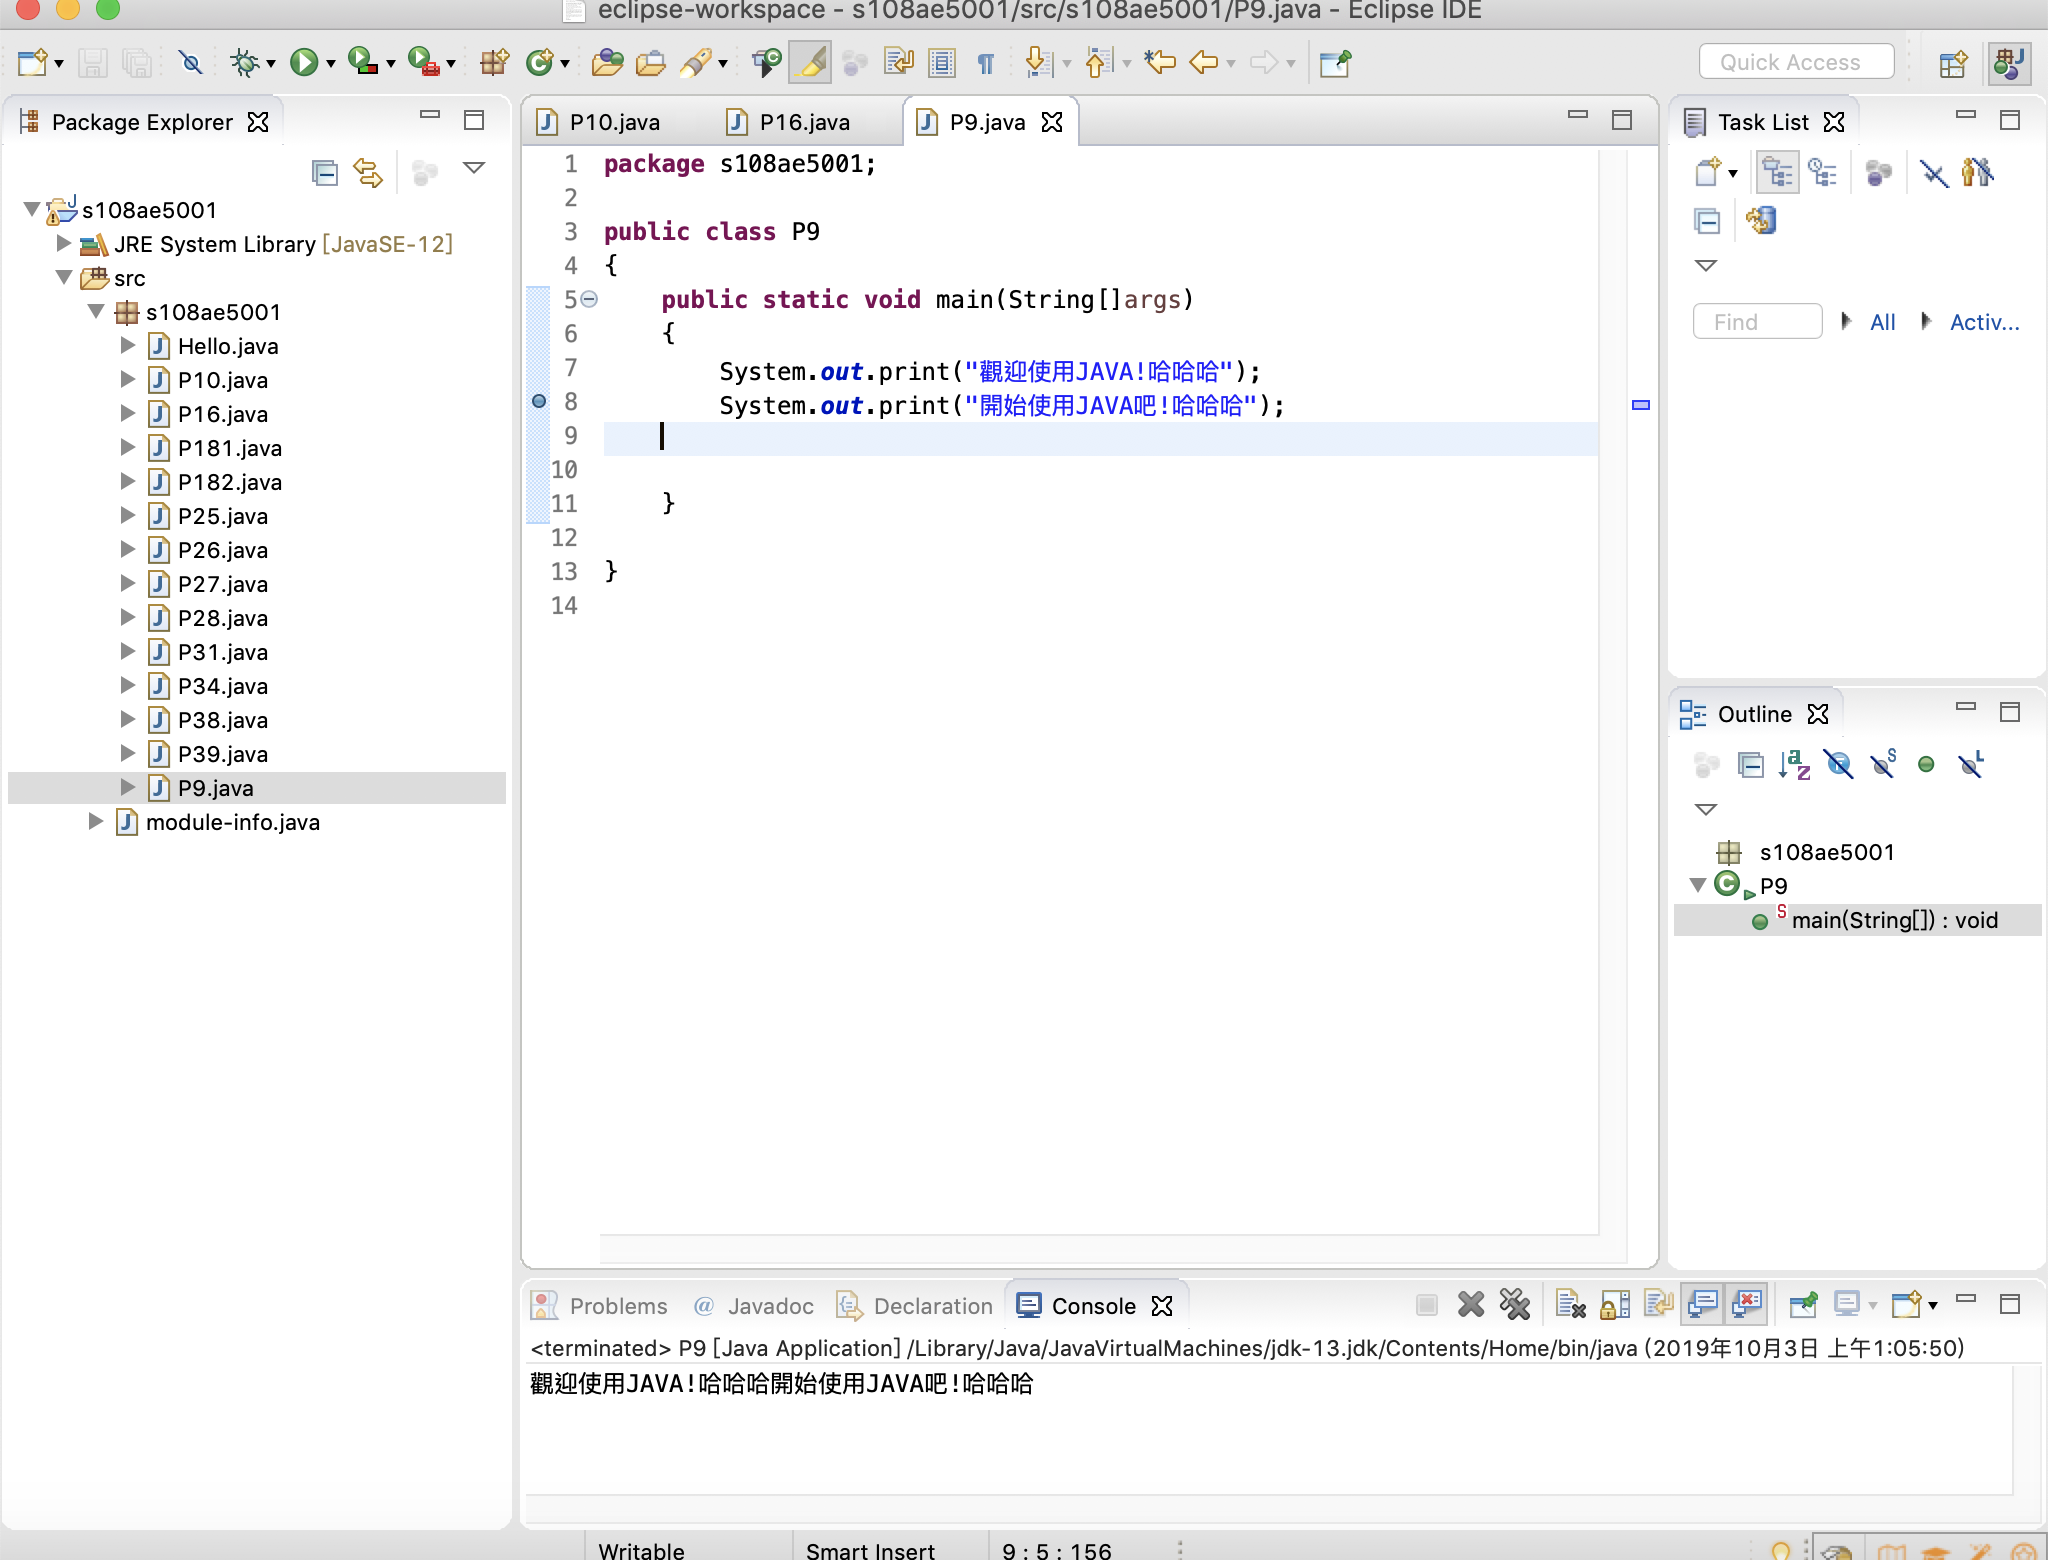 eclipse-workspace - s108ae5001/src/s108ae5001/P9.java - Eclipse IDE
Quick Access
Package Explorer
s108ae5001
JRE System Library [JavaSE-12]
src
s108ae5001
Hello.java
P10.java
P16.java
P181.java
P182.java
P25.java
P26.java
P27.java
P28.java
P31.java
P34.java
P38.java
P39.java
P9.java
module-info.java
P10.java
P16.java
P9.java
1 package s108ae5001;
2
3 public class P9
4 {
5 public static void main(String[]args)
6 {
7 System.out.print("觀迎使用JAVA!哈哈哈");
8 System.out.print("開始使用JAVA吧!哈哈哈");
9
10
11 }
12
13 }
14
Task List
Find
All
Activ...
Outline
s108ae5001
P9
main(String[]) : void
Problems
@ Javadoc
Declaration
Console
<terminated> P9 [Java Application] /Library/Java/JavaVirtualMachines/jdk-13.jdk/Contents/Home/bin/java (2019年10月3日 上午1:05:50)
觀迎使用JAVA!哈哈哈開始使用JAVA吧!哈哈哈
Writable
Smart Insert
9 : 5 : 156